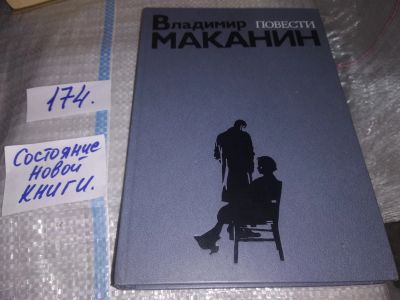 Владимир ПОВЕСТИ
МАКАНИН
174.
Состояние
новой
КНИГИ.